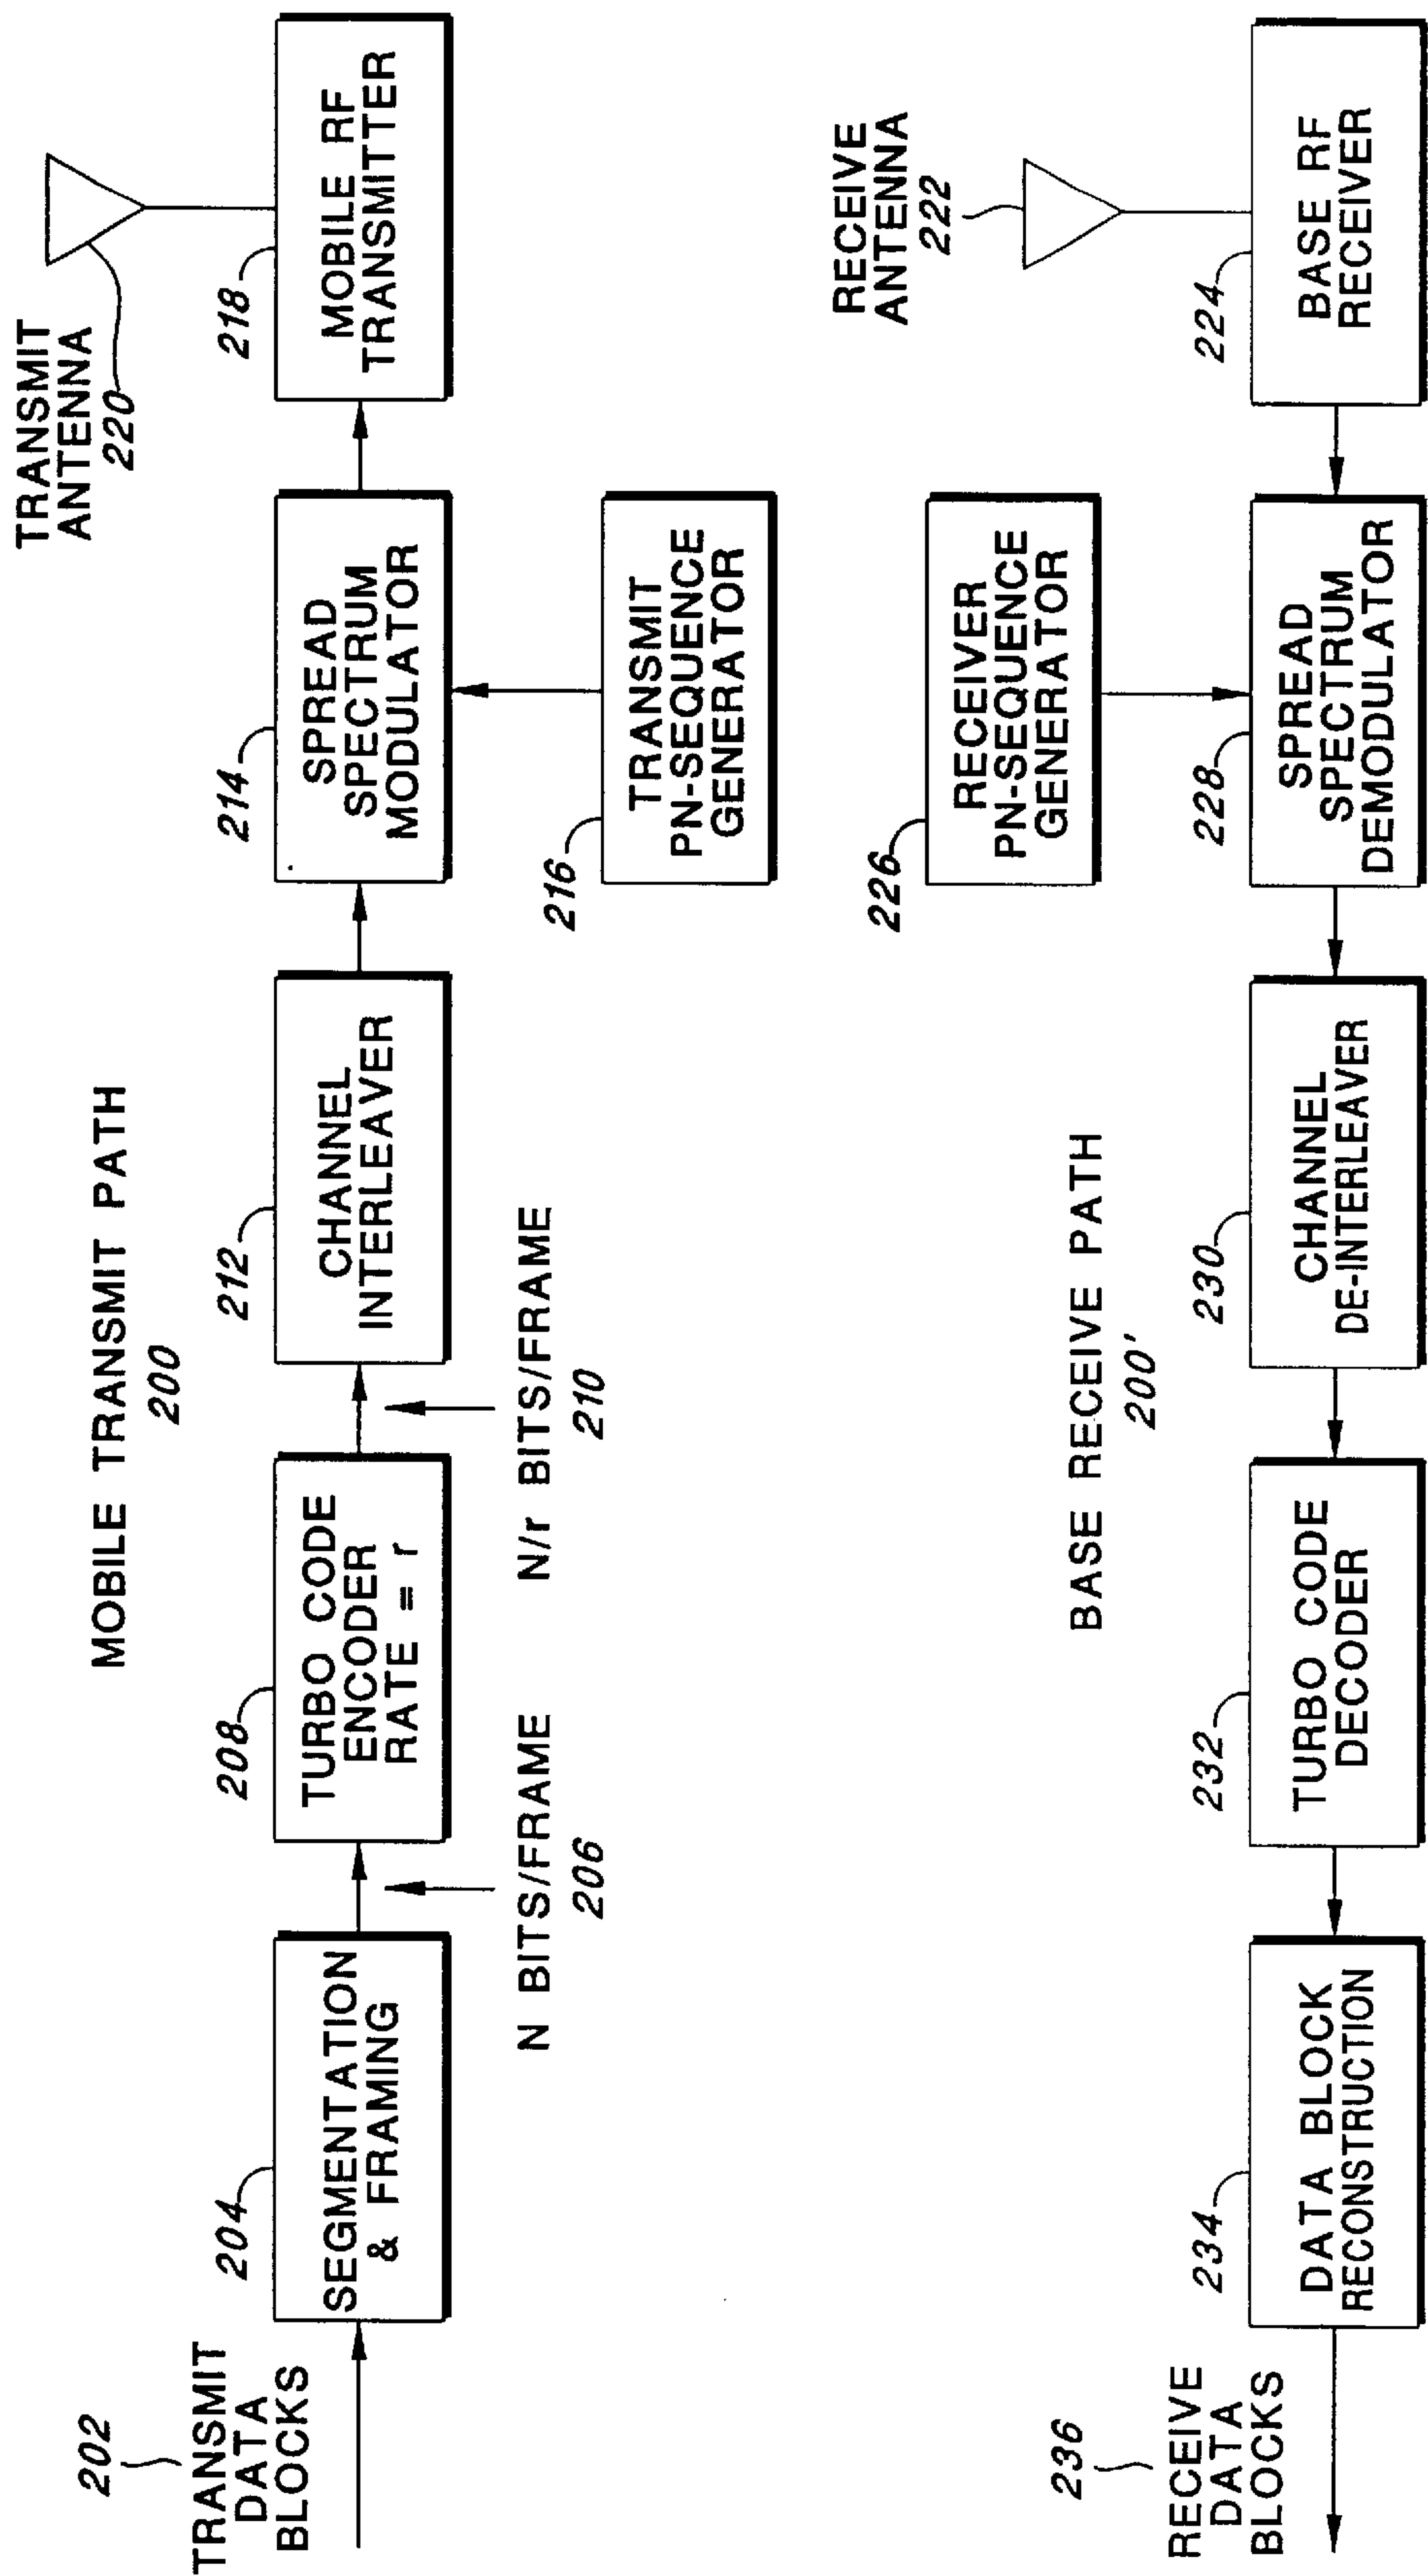 MOBILE TRANSMIT PATH
200
202
TRANSMIT
DATA
BLOCKS
204
SEGMENTATION
& FRAMING
N BITS/FRAME
206
208
TURBO CODE
ENCODER
RATE = r
N/r BITS/FRAME
210
212
CHANNEL
INTERLEAVER
214
SPREAD
SPECTRUM
MODULATOR
216
TRANSMIT
PN-SEQUENCE
GENERATOR
218
MOBILE RF
TRANSMITTER
TRANSMIT
ANTENNA
220
BASE RECEIVE PATH
200'
RECEIVE
ANTENNA
222
224
BASE RF
RECEIVER
226
RECEIVER
PN-SEQUENCE
GENERATOR
228
SPREAD
SPECTRUM
DEMODULATOR
230
CHANNEL
DE-INTERLEAVER
232
TURBO CODE
DECODER
234
DATA BLOCK
RECONSTRUCTION
236
RECEIVE
DATA
BLOCKS